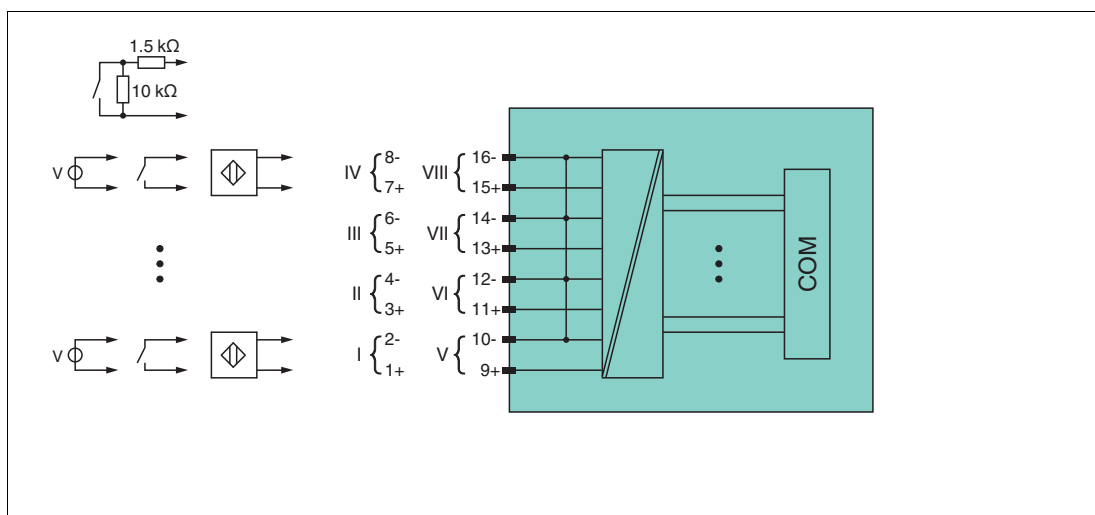 1.5 kΩ
10 kΩ
V
IV
8-
7+
VIII
16-
15+
III
6-
5+
VII
14-
13+
II
4-
3+
VI
12-
11+
V
I
2-
1+
V
10-
9+
COM